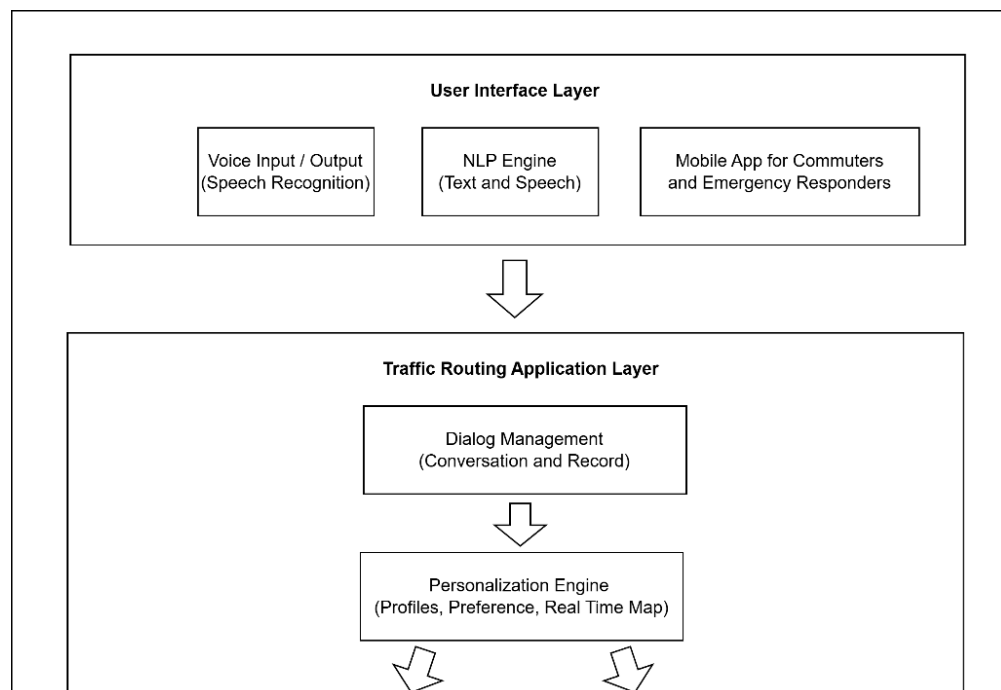 User Interface Layer
Voice Input / Output
(Speech Recognition)
NLP Engine
(Text and Speech)
Mobile App for Commuters
and Emergency Responders
Traffic Routing Application Layer
Dialog Management
(Conversation and Record)
Personalization Engine
(Profiles, Preference, Real Time Map)